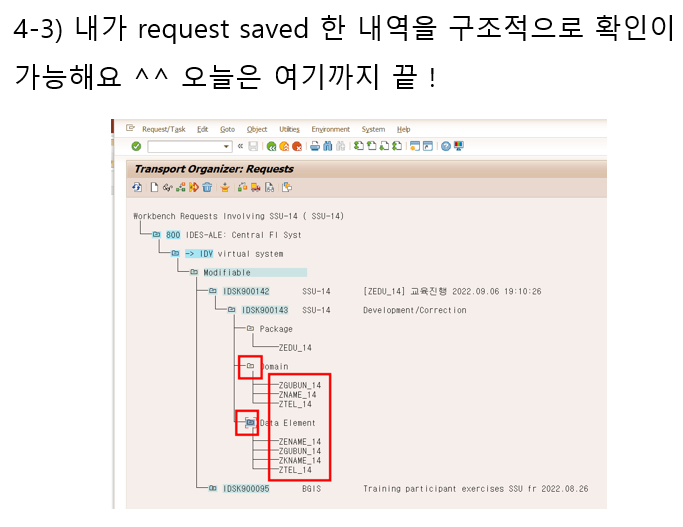 4-3) 내가 request saved 한 내역을 구조적으로 확인이
가능해요 ^^ 오늘은 여기까지 끝 !
Request/Task Edit Goto Object Utilities Environment System Help
Transport Organizer: Requests
Workbench Requests Involving SSU-14 ( SSU-14)
800 IDES-ALE: Central FI Syst
-> IDV virtual system
Modifiable
IDSK900142 SSU-14 [ZEDU_14] 교육진행 2022.09.06 19:10:26
IDSK900143 SSU-14 Development/Correction
Package
ZEDU_14
Domain
ZGUBUN_14
ZNAME_14
ZTEL_14
Data Element
ZENAME_14
ZGUBUN_14
ZKNAME_14
ZTEL_14
IDSK900095 BGIS Training participant exercises SSU fr 2022.08.26